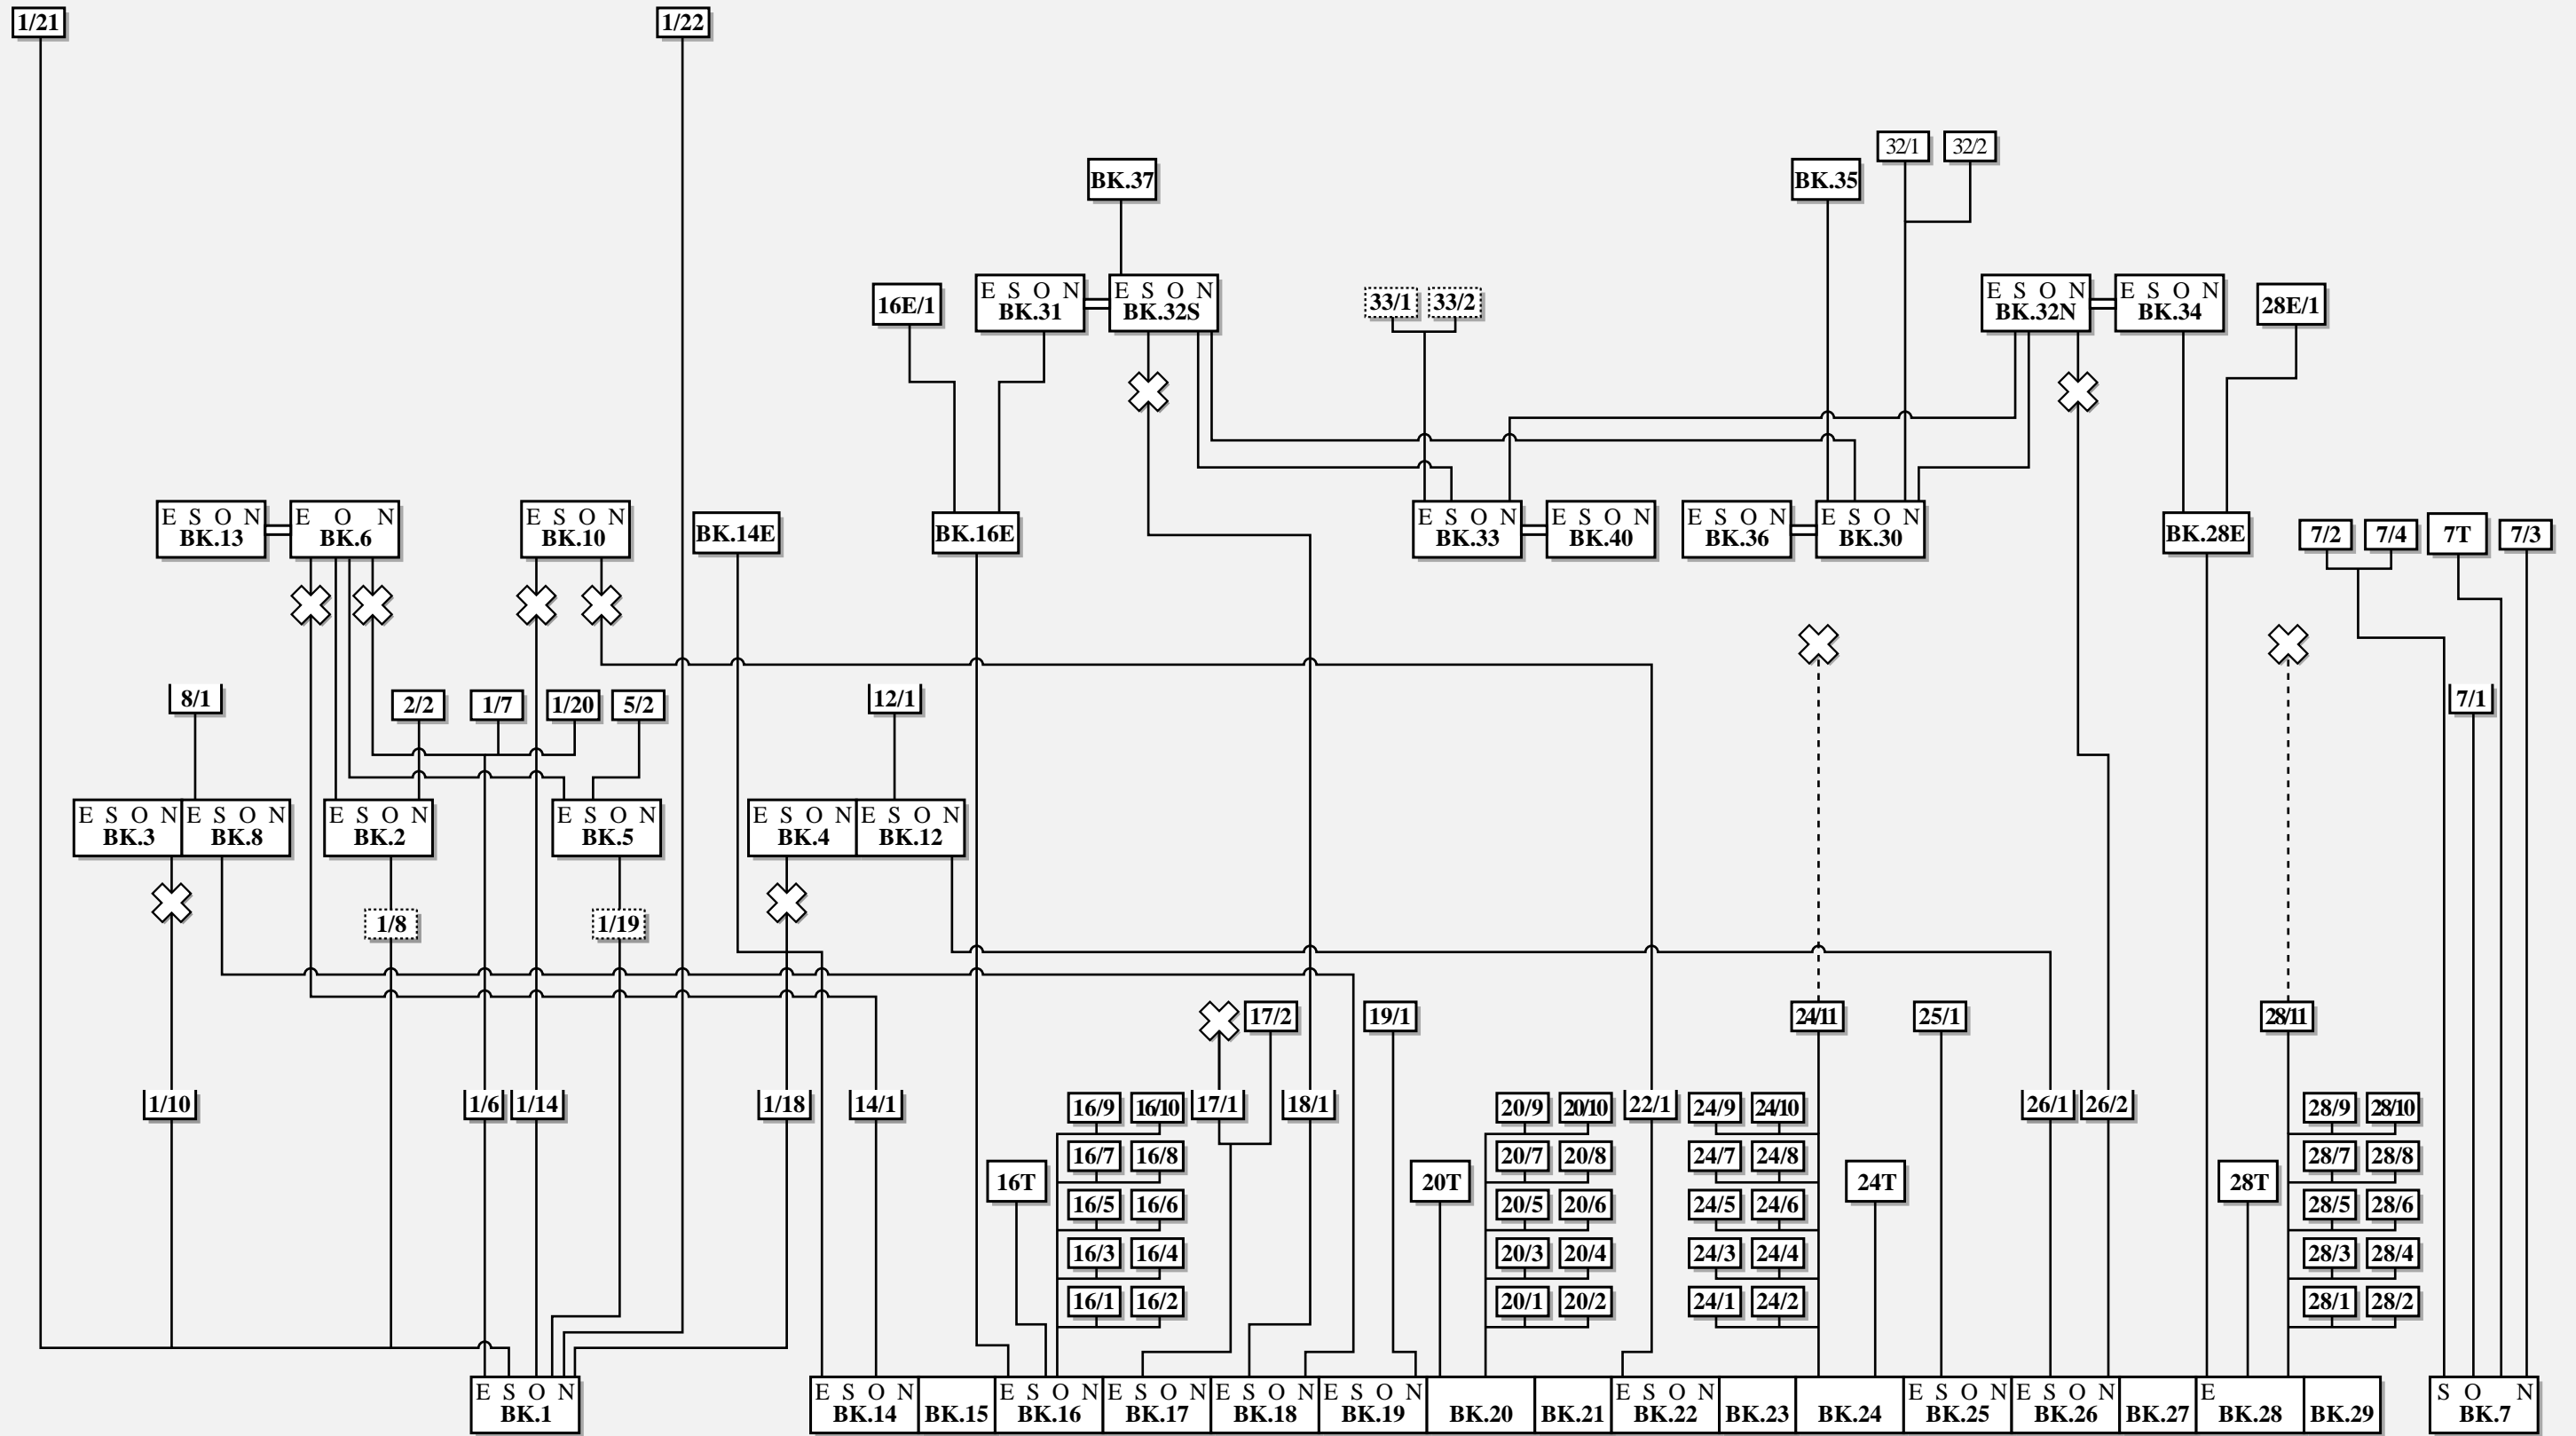 1/21
1/22
32/1
32/2
BK.37
BK.35
16E/1
E S O N
BK.31
E S O N
BK.32S
33/1
33/2
E S O N
BK.32N
E S O N
BK.34
28E/1
E S O N
BK.13
E O N
BK.6
E S O N
BK.10
BK.14E
BK.16E
E S O N
BK.33
E S O N
BK.40
E S O N
BK.36
E S O N
BK.30
BK.28E
7/2
7/4
7T
7/3
8/1
2/2
1/7
1/20
5/2
12/1
7/1
E S O N
BK.3
E S O N
BK.8
E S O N
BK.2
E S O N
BK.5
E S O N
BK.4
E S O N
BK.12
1/8
1/19
17/2
19/1
24/11
25/1
28/11
1/10
1/6
1/14
1/18
14/1
16/9
16/10
17/1
18/1
20/9
20/10
22/1
24/9
24/10
26/1
26/2
28/9
28/10
16/7
16/8
20/7
20/8
24/7
24/8
28/7
28/8
16T
20T
24T
28T
16/5
16/6
20/5
20/6
24/5
24/6
28/5
28/6
16/3
16/4
20/3
20/4
24/3
24/4
28/3
28/4
16/1
16/2
20/1
20/2
24/1
24/2
28/1
28/2
E S O N
BK.1
E S O N
BK.14
BK.15
E S O N
BK.16
E S O N
BK.17
E S O N
BK.18
E S O N
BK.19
BK.20
BK.21
E S O N
BK.22
BK.23
BK.24
E S O N
BK.25
E S O N
BK.26
BK.27
E
BK.28
BK.29
S O N
BK.7